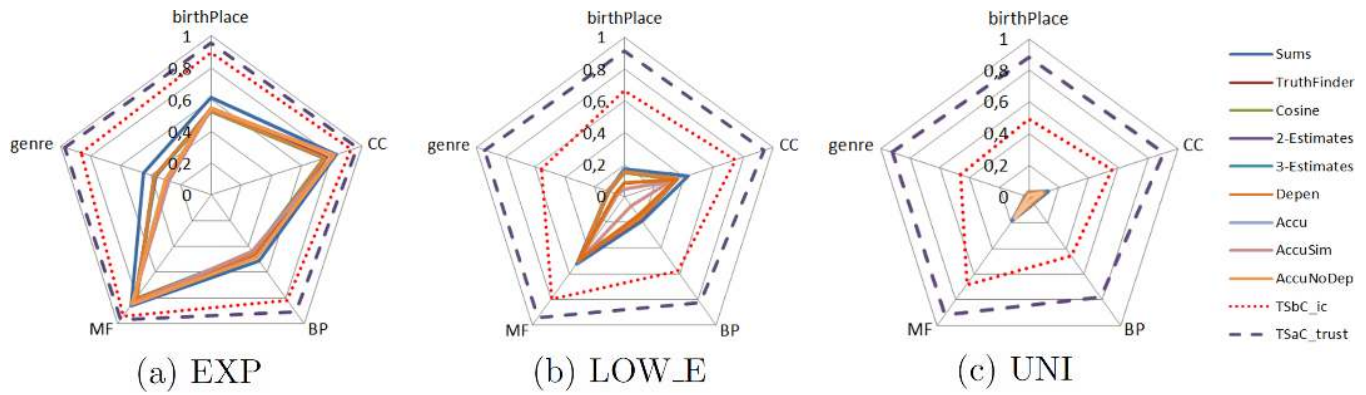 birthPlace
1
0,8
0,6
0,4
0,2
0
genre
CC
MF
BP
(a) EXP
birthPlace
1
0,8
0,6
0,4
0,2
0
genre
CC
MF
BP
(b) LOW_E
birthPlace
1
0,8
0,6
0,4
0,2
0
genre
CC
MF
BP
(c) UNI
Sums
TruthFinder
Cosine
2-Estimates
3-Estimates
Depen
Accu
AccuSim
AccuNoDep
TSbC_ic
TSaC_trust